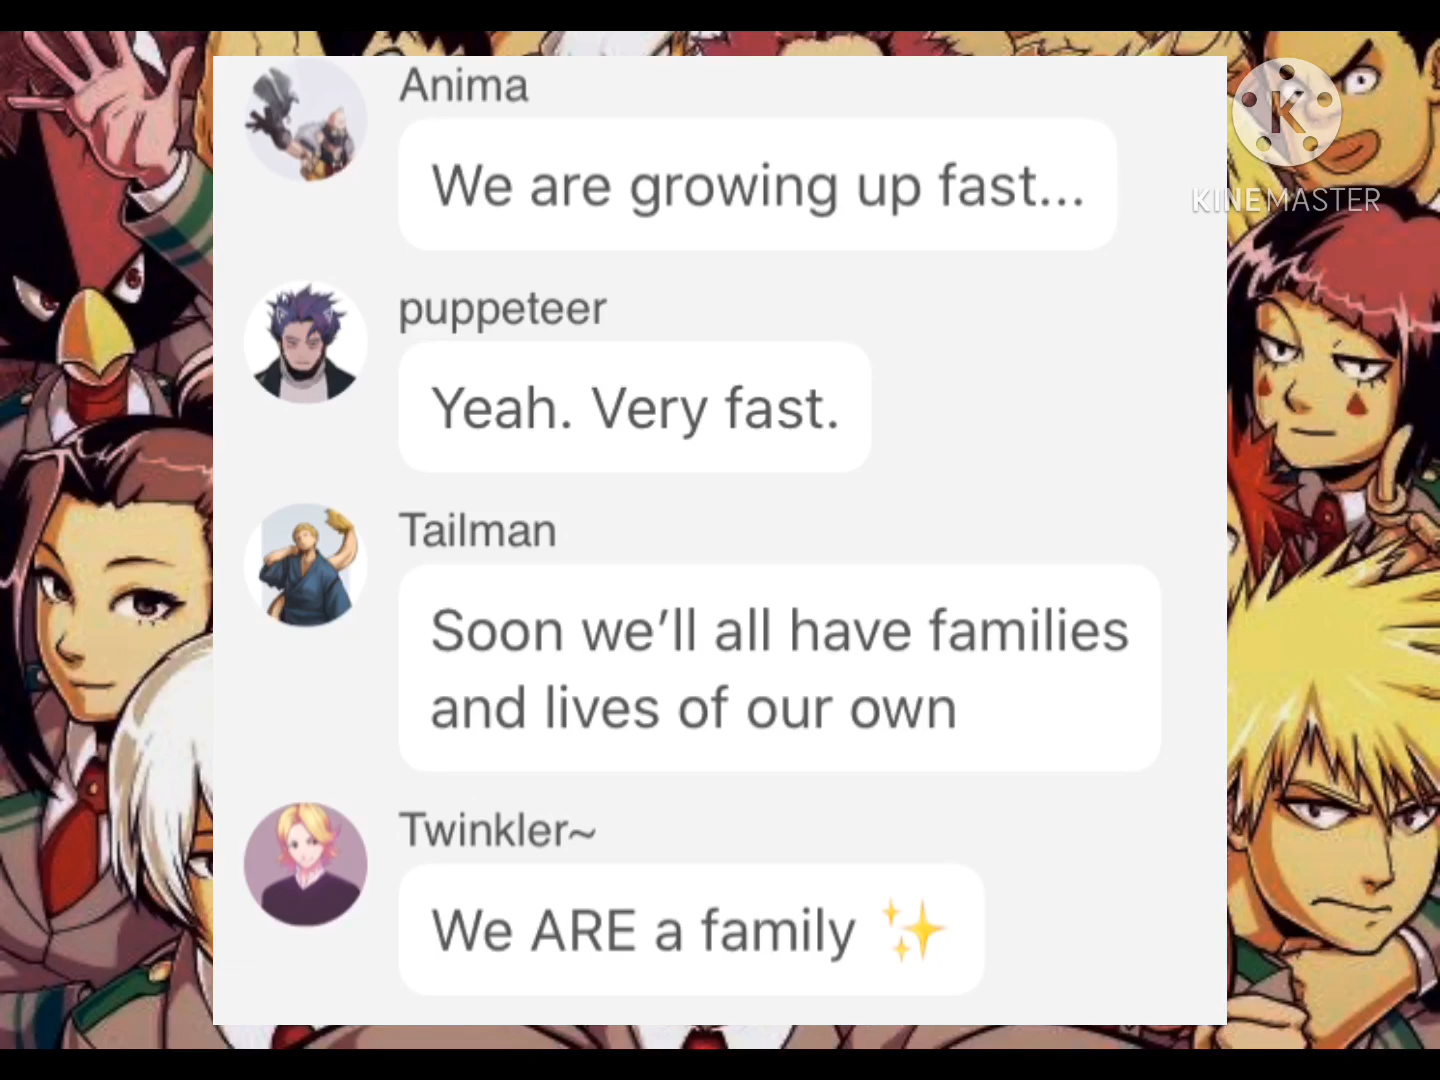 Anima
We are growing up fast...
K
KINEMASTER
puppeteer
Yeah. Very fast.
Tailman
Soon we’ll all have families
and lives of our own
Twinkler~
We ARE a family ✨